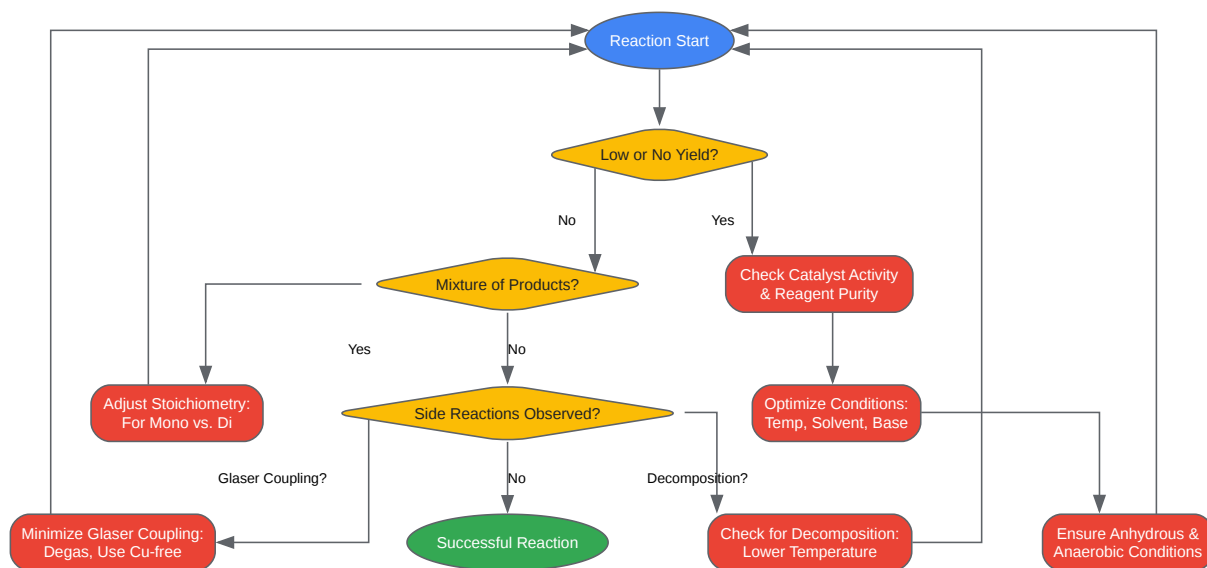 Reaction Start
Low or No Yield?
No
Yes
Mixture of Products?
Check Catalyst Activity
& Reagent Purity
Yes
No
Adjust Stoichiometry:
For Mono vs. Di
Side Reactions Observed?
Optimize Conditions:
Temp, Solvent, Base
Glaser Coupling?
No
Decomposition?
Minimize Glaser Coupling:
Degas, Use Cu-free
Successful Reaction
Check for Decomposition:
Lower Temperature
Ensure Anhydrous &
Anaerobic Conditions